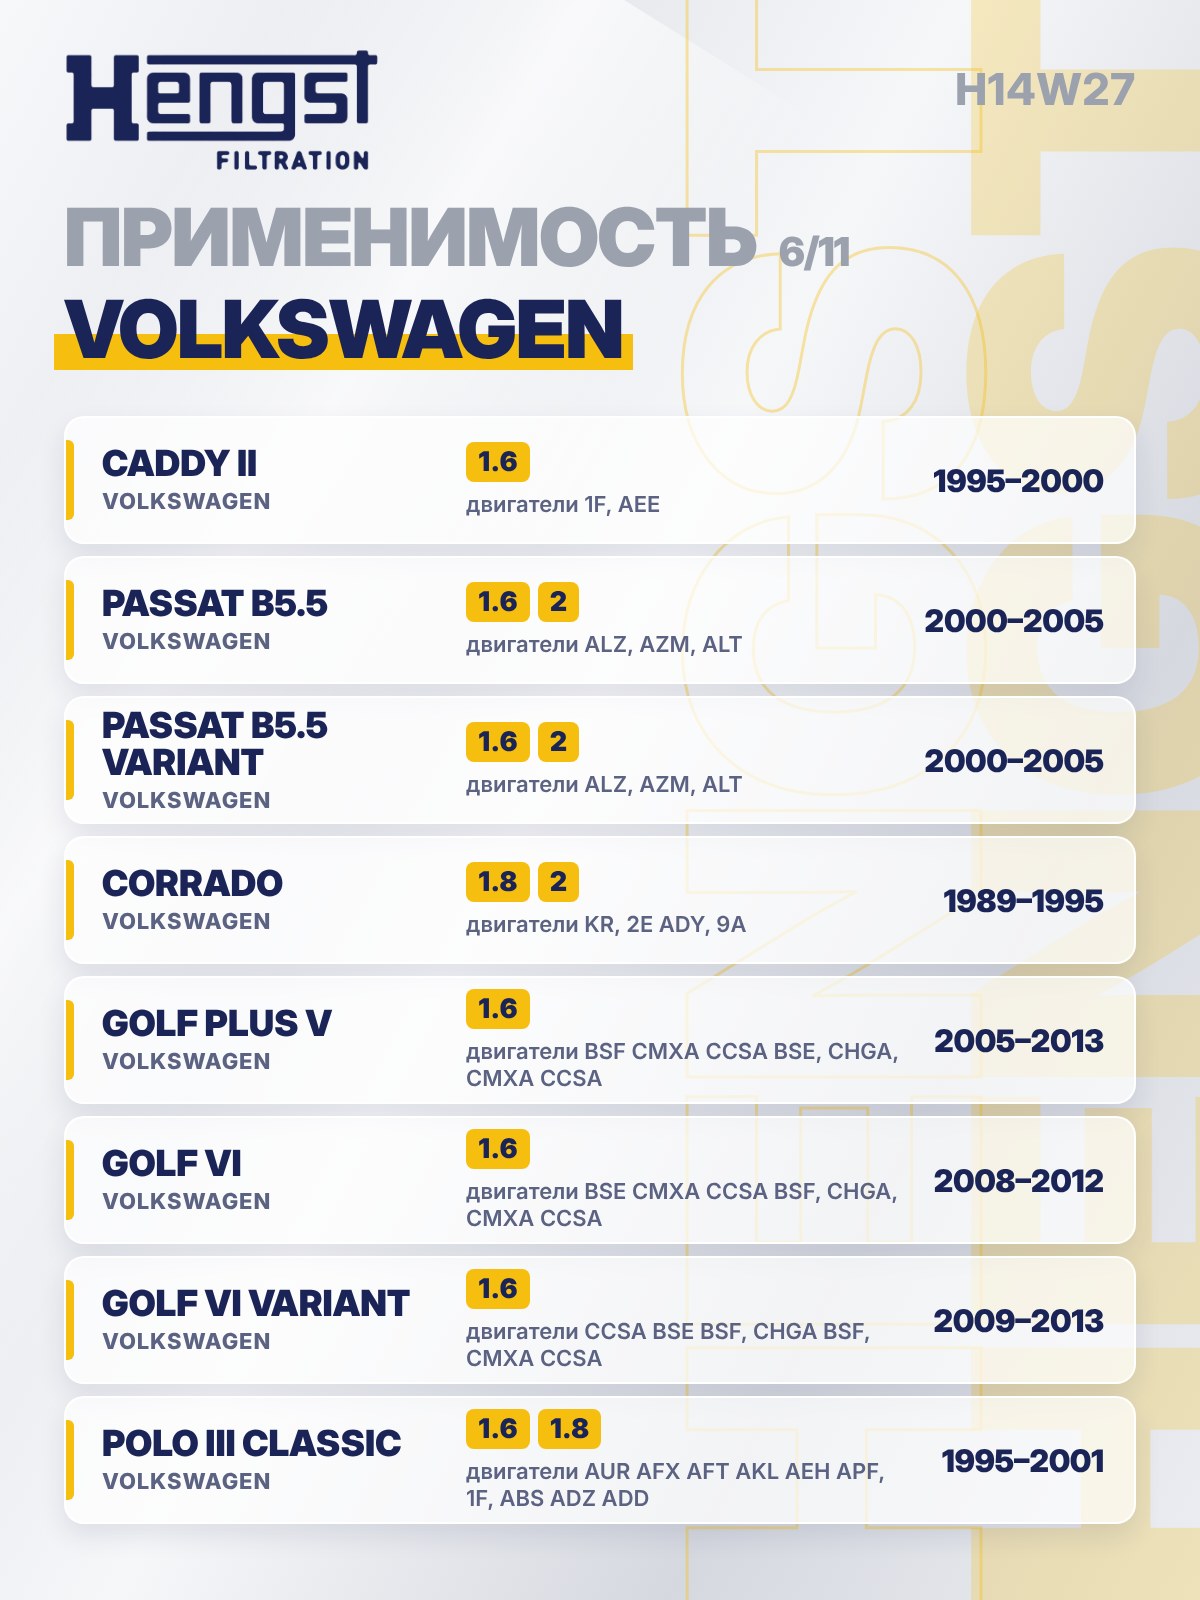 Hengst
FILTRATION
H14W27
ПРИМЕНИМОСТЬ 6/11
VOLKSWAGEN
CADDY II
VOLKSWAGEN
1.6
двигатели 1F, AEE
1995–2000
PASSAT B5.5
VOLKSWAGEN
1.6 2
двигатели ALZ, AZM, ALT
2000–2005
PASSAT B5.5
VARIANT
VOLKSWAGEN
1.6 2
двигатели ALZ, AZM, ALT
2000–2005
CORRADO
VOLKSWAGEN
1.8 2
двигатели KR, 2E ADY, 9A
1989–1995
GOLF PLUS V
VOLKSWAGEN
1.6
двигатели BSF CMXA CCSA BSE, CHGA,
CMXA CCSA
2005–2013
GOLF VI
VOLKSWAGEN
1.6
двигатели BSE CMXA CCSA BSF, CHGA,
CMXA CCSA
2008–2012
GOLF VI VARIANT
VOLKSWAGEN
1.6
двигатели CCSA BSE BSF, CHGA BSF,
CMXA CCSA
2009–2013
POLO III CLASSIC
VOLKSWAGEN
1.6 1.8
двигатели AUR AFX AFT AKL AEH APF,
1F, ABS ADZ ADD
1995–2001
HENGST
HENGST